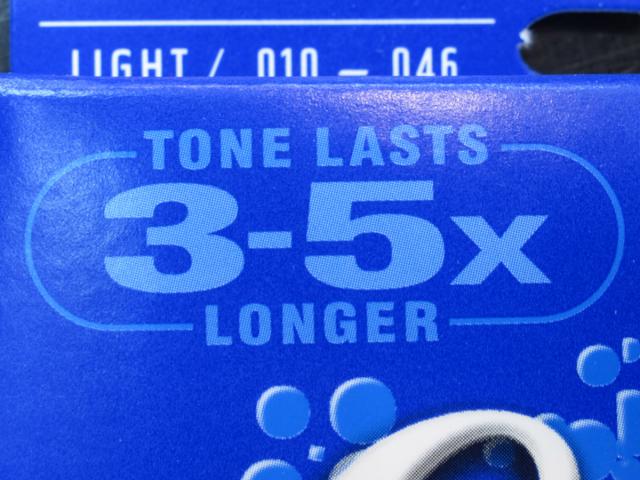 LIGHT / 010 – 046
TONE LASTS
3-5x
LONGER